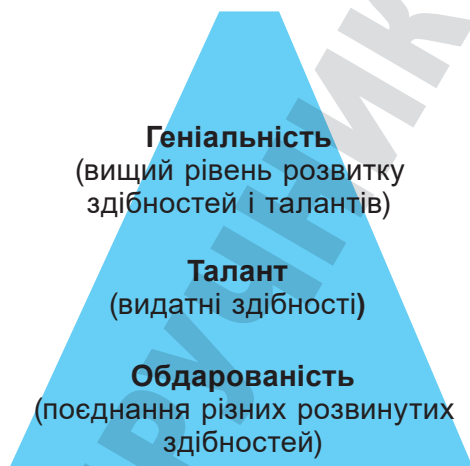 Геніальність
(вищий рівень розвитку
здібностей і талантів)
Талант
(видатні здібності)
Обдарованість
(поєднання різних розвинутих
здібностей)